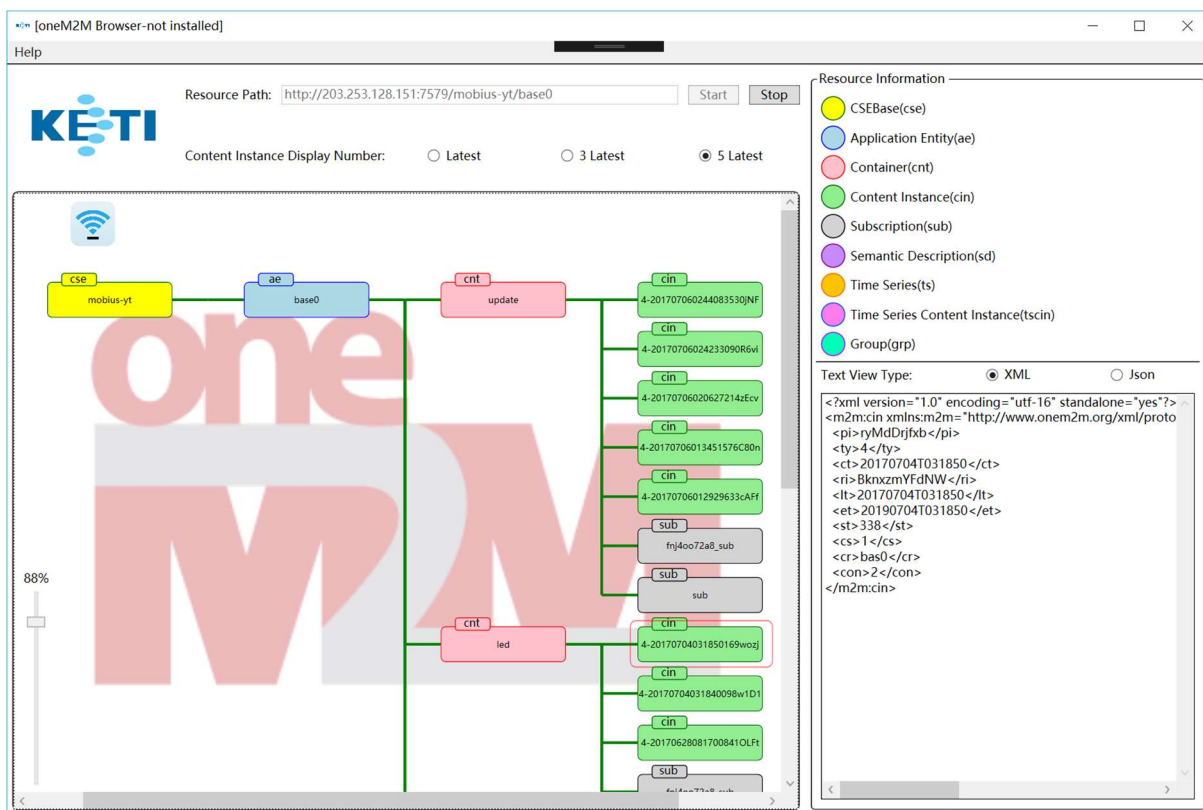 [oneM2M Browser-not installed]
Help
KETI
Resource Path: http://203.253.128.151:7579/mobius-yt/base0 Start Stop
Content Instance Display Number: Latest 3 Latest 5 Latest
cse
mobius-yt
ae
base0
cnt
update
cin
4-201707060244083530JNF
cin
4-20170706024233090R6vi
cin
4-20170706020627214zEcv
cin
4-20170706013451576C80n
cin
4-20170706012929633cAFf
sub
fnj4oo72a8_sub
sub
sub
cnt
led
cin
4-20170704031850169wozj
cin
4-20170704031840098w1D1
cin
4-20170628081700841OLFt
sub
fnj4oo72a8_sub
one
M2M
88%
Resource Information
CSEBase(cse)
Application Entity(ae)
Container(cnt)
Content Instance(cin)
Subscription(sub)
Semantic Description(sd)
Time Series(ts)
Time Series Content Instance(tscin)
Group(grp)
Text View Type: XML Json
<?xml version="1.0" encoding="utf-16" standalone="yes"?>
<m2m:cin xmlns:m2m="http://www.onem2m.org/xml/proto
<pi>ryMdDrjfxb</pi>
<ty>4</ty>
<ct>20170704T031850</ct>
<ri>BknxzmYFdNW</ri>
<lt>20170704T031850</lt>
<et>20190704T031850</et>
<st>338</st>
<cs>1</cs>
<cr>bas0</cr>
<con>2</con>
</m2m:cin>